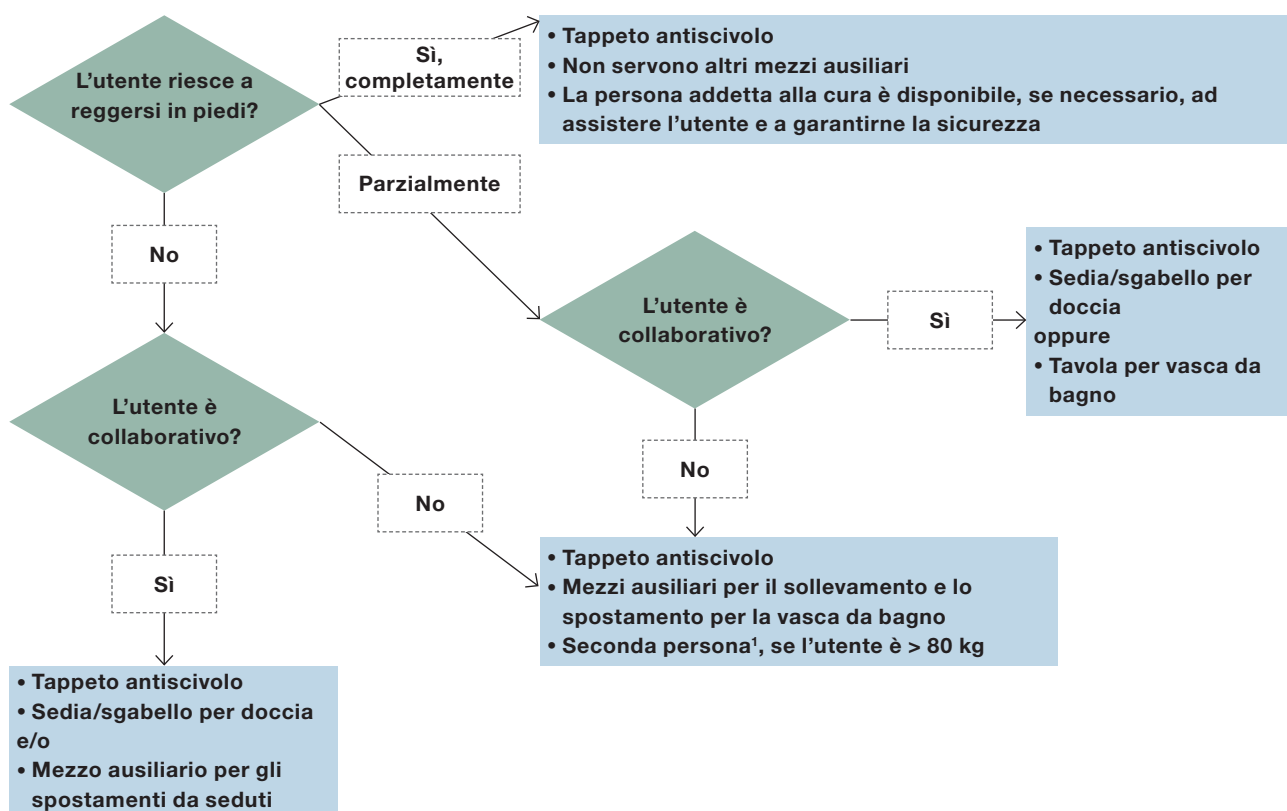 L'utente riesce a
reggersi in piedi?
Sì,
completamente
• Tappeto antiscivolo
• Non servono altri mezzi ausiliari
• La persona addetta alla cura è disponibile, se necessario, ad
assistere l'utente e a garantirne la sicurezza
Parzialmente
No
L'utente è
collaborativo?
Sì
• Tappeto antiscivolo
• Sedia/sgabello per
doccia
oppure
• Tavola per vasca da
bagno
L'utente è
collaborativo?
No
No
• Tappeto antiscivolo
• Mezzi ausiliari per il sollevamento e lo
spostamento per la vasca da bagno
• Seconda persona¹, se l'utente è > 80 kg
Sì
• Tappeto antiscivolo
• Sedia/sgabello per doccia
e/o
• Mezzo ausiliario per gli
spostamenti da seduti